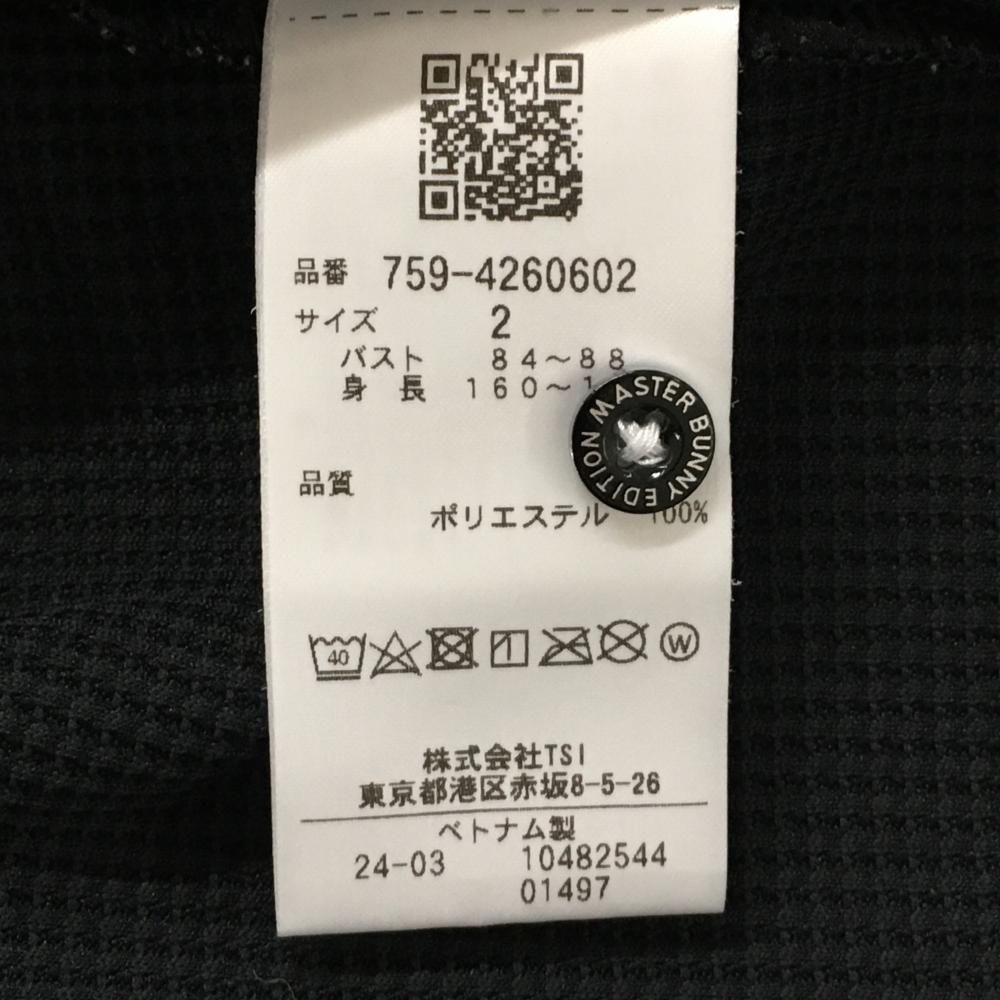 品番 759-4260602
サイズ 2
バスト 84~88
身長 160~1
MASTER BUNNY EDITION
品質
ポリエステル 100%
40
W
株式会社TSI
東京都港区赤坂8-5-26
ベトナム製
24-03 10482544
01497